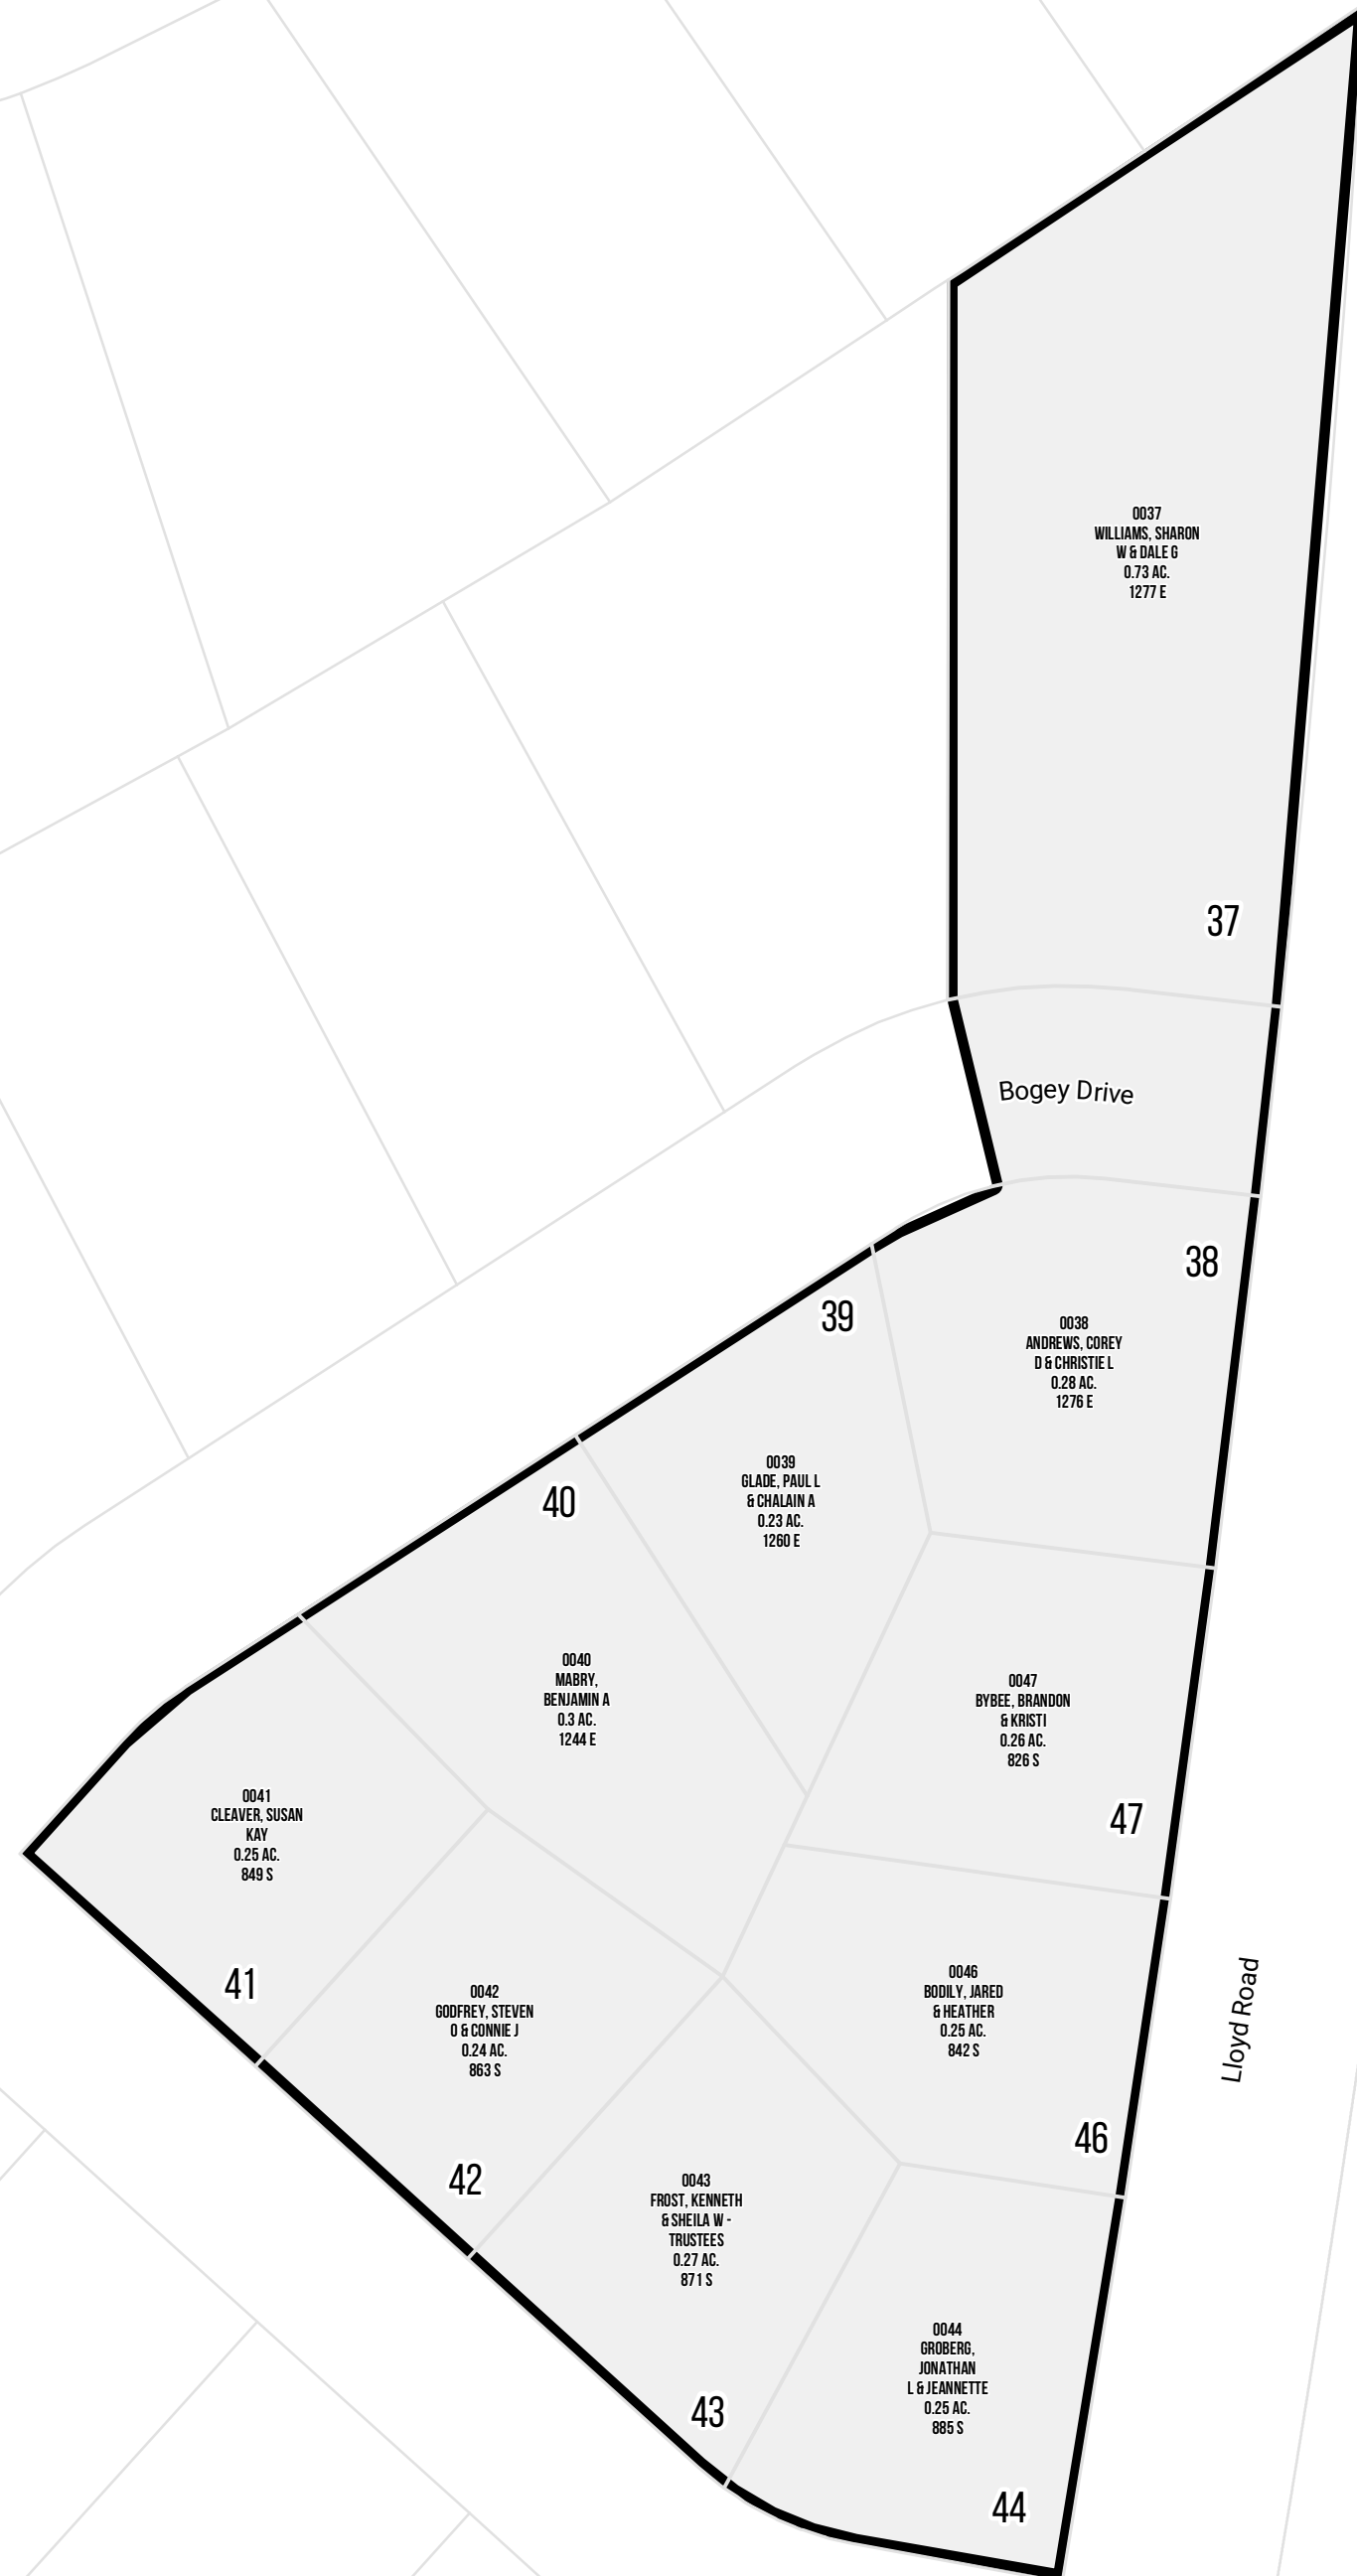 0037
WILLIAMS, SHARON
W & DALE G
0.73 AC.
1277 E
37
Bogey Drive
38
0038
ANDREWS, COREY
D & CHRISTIE L
0.28 AC.
1276 E
39
0039
GLADE, PAUL L
& CHALAIN A
0.23 AC.
1260 E
40
0040
MABRY,
BENJAMIN A
0.3 AC.
1244 E
0047
BYBEE, BRANDON
& KRISTI
0.26 AC.
826 S
47
0041
CLEAVER, SUSAN
KAY
0.25 AC.
849 S
41
0042
GODFREY, STEVEN
O & CONNIE J
0.24 AC.
863 S
42
0046
BODILY, JARED
& HEATHER
0.25 AC.
842 S
46
Lloyd Road
0043
FROST, KENNETH
& SHEILA W -
TRUSTEES
0.27 AC.
871 S
43
0044
GROBERG,
JONATHAN
L & JEANNETTE
0.25 AC.
885 S
44